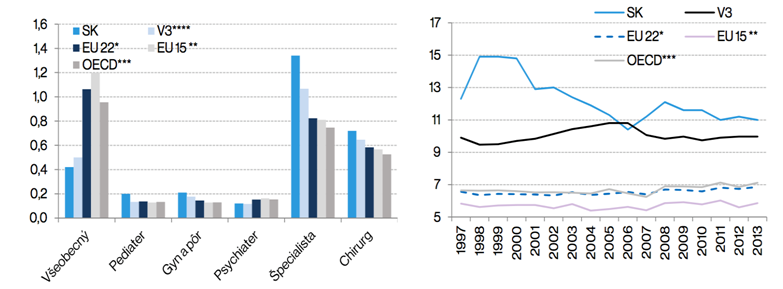 1,6
1,4
1,2
1,0
0,8
0,6
0,4
0,2
0,0
SK
V3****
EU 22*
EU 15 **
OECD***
Všeobecný
Pediater
Gyn a pôr
Psychiater
Špecialista
Chirurg
17
15
13
11
9
7
5
SK
V3
EU 22*
EU 15 **
OECD***
1997
1998
1999
2000
2001
2002
2003
2004
2005
2006
2007
2008
2009
2010
2011
2012
2013